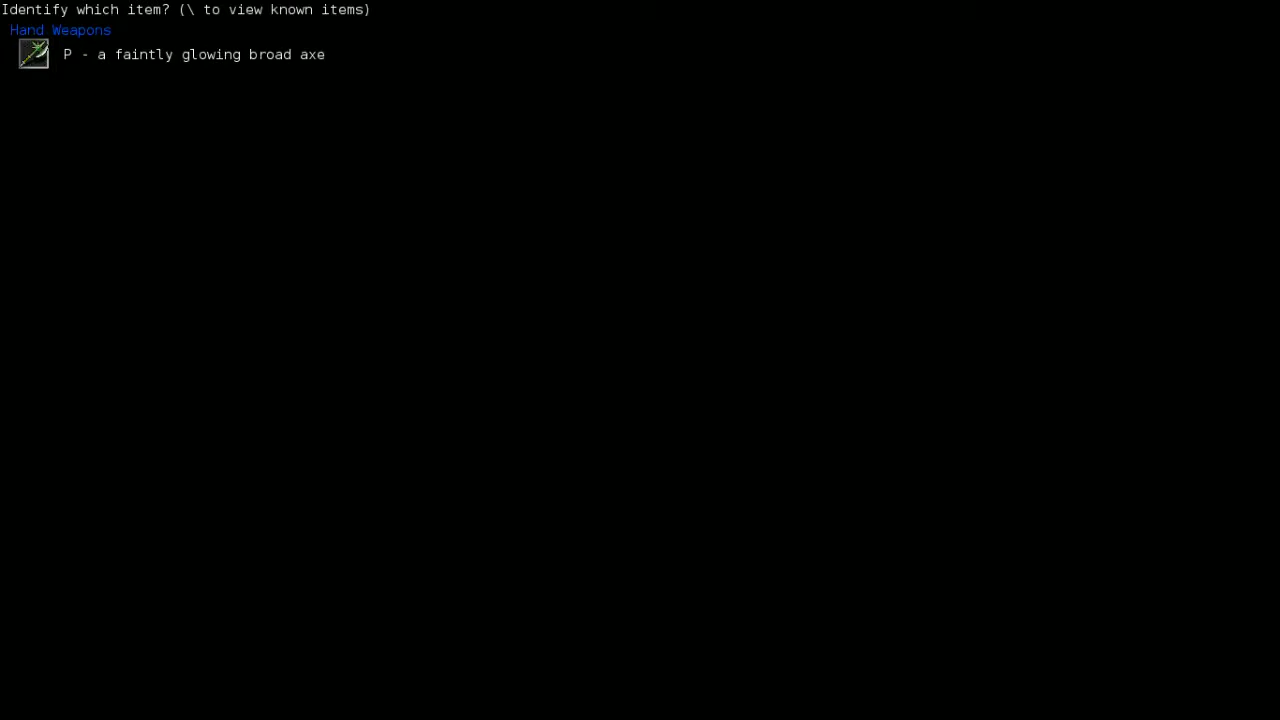 Identify which item? (\ to view known items)
Hand Weapons
P - a faintly glowing broad axe